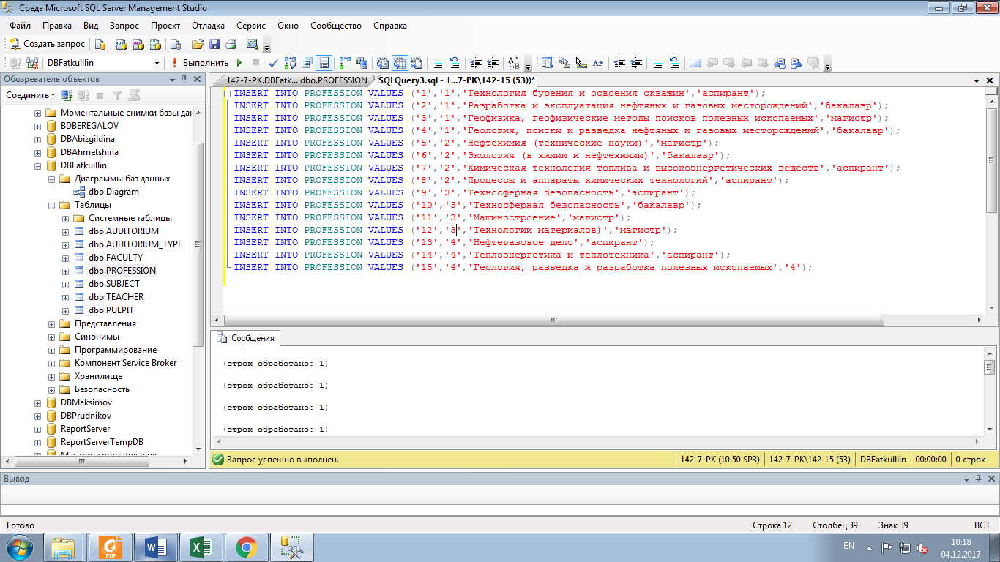 Среда Microsoft SQL Server Management Studio
Файл Правка Вид Запрос Проект Отладка Сервис Окно Сообщество Справка
Создать запрос
DBFatkulllin Выполнить
Обозреватель объектов
Соединить
Моментальные снимки базы дан
BDBEREGALOV
DBAbizgildina
DBAhmetshina
DBFatkulllin
Диаграммы баз данных
dbo.Diagram
Таблицы
Системные таблицы
dbo.AUDITORIUM
dbo.AUDITORIUM_TYPE
dbo.FACULTY
dbo.PROFESSION
dbo.SUBJECT
dbo.TEACHER
dbo.PULPIT
Представления
Синонимы
Программирование
Компонент Service Broker
Хранилище
Безопасность
DBMaksimov
DBPrudnikov
ReportServer
ReportServerTempDB
Магазин спорт-товаров
142-7-PK.DBFatk... dbo.PROFESSION SQLQuery3.sql - 1...7-PK\142-15 (53))*
INSERT INTO PROFESSION VALUES ('1','1','Технология бурения и освоения скважин','аспирант');
INSERT INTO PROFESSION VALUES ('2','1','Разработка и эксплуатация нефтяных и газовых месторождений','бакалавр');
INSERT INTO PROFESSION VALUES ('3','1','Геофизика, геофизические методы поисков полезных ископаемых','магистр');
INSERT INTO PROFESSION VALUES ('4','1','Геология, поиски и разведка нефтяных и газовых месторождений','бакалавр');
INSERT INTO PROFESSION VALUES ('5','2','Нефтехимия (технические науки)','магистр');
INSERT INTO PROFESSION VALUES ('6','2','Экология (в химии и нефтехимии)','бакалавр');
INSERT INTO PROFESSION VALUES ('7','2','Химическая технология топлива и высокоэнергетических веществ','аспирант');
INSERT INTO PROFESSION VALUES ('8','2','Процессы и аппараты химических технологий','аспирант');
INSERT INTO PROFESSION VALUES ('9','3','Техносферная безопасность','аспирант');
INSERT INTO PROFESSION VALUES ('10','3','Техносферная безопасность','бакалавр');
INSERT INTO PROFESSION VALUES ('11','3','Машиностроение','магистр');
INSERT INTO PROFESSION VALUES ('12','3','Технологии материалов)','магистр');
INSERT INTO PROFESSION VALUES ('13','4','Нефтегазовое дело','аспирант');
INSERT INTO PROFESSION VALUES ('14','4','Теплоэнергетика и теплотехника','аспирант');
INSERT INTO PROFESSION VALUES ('15','4','Геология, разведка и разработка полезных ископаемых','4');
Сообщения
(строк обработано: 1)
(строк обработано: 1)
(строк обработано: 1)
(строк обработано: 1)
Запрос успешно выполнен. 142-7-PK (10.50 SP3) 142-7-PK\142-15 (53) DBFatkulllin 00:00:00 0 строк
Вывод
Готово Строка 12 Столбец 39 Знак 39 ВСТ
PDF EN 10:18
04.12.2017